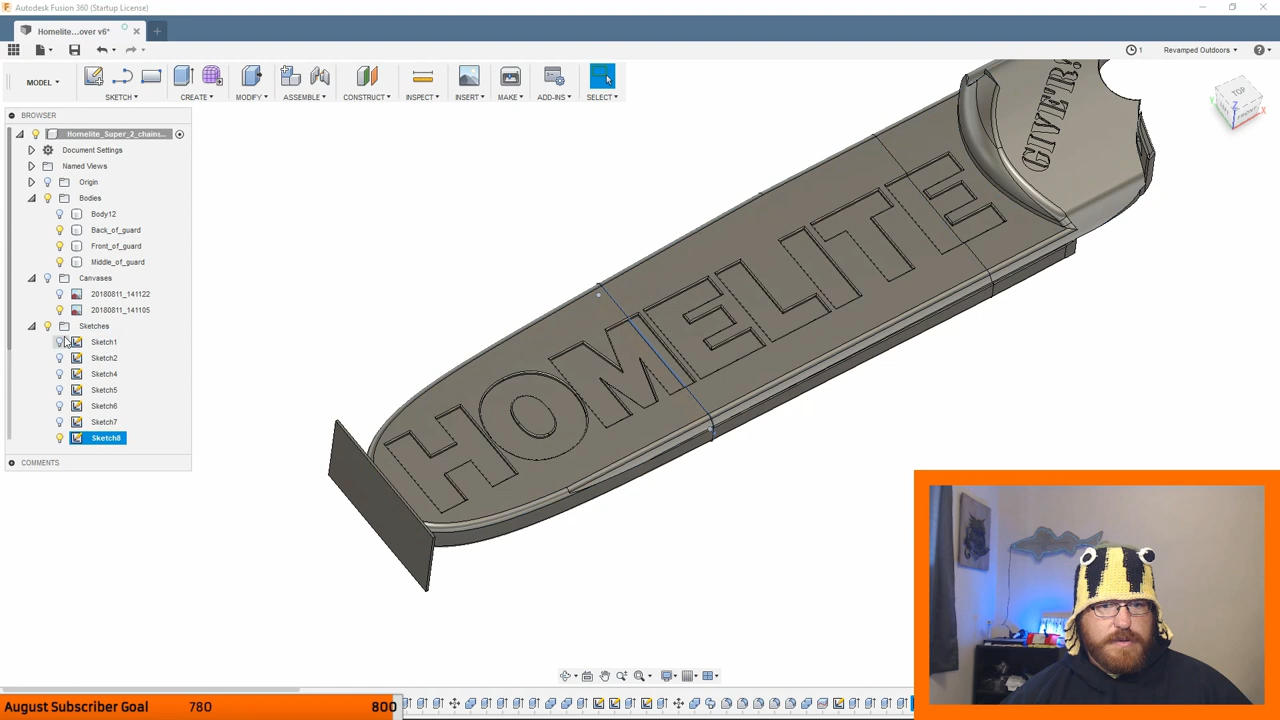 Autodesk Fusion 360 (Startup License)
Homelite...over v6*
1
Revamped Outdoors
MODEL
SKETCH
CREATE
MODIFY
ASSEMBLE
CONSTRUCT
INSPECT
INSERT
MAKE
ADD-INS
SELECT
BROWSER
Homelite_Super_2_chains...
Document Settings
Named Views
Origin
Bodies
Body12
Back_of_guard
Front_of_guard
Middle_of_guard
Canvases
20180811_141122
20180811_141105
Sketches
Sketch1
Sketch2
Sketch4
Sketch5
Sketch6
Sketch7
Sketch8
COMMENTS
TOP
FRONT
X
Y
Z
HOMELITE
August Subscriber Goal 780 800